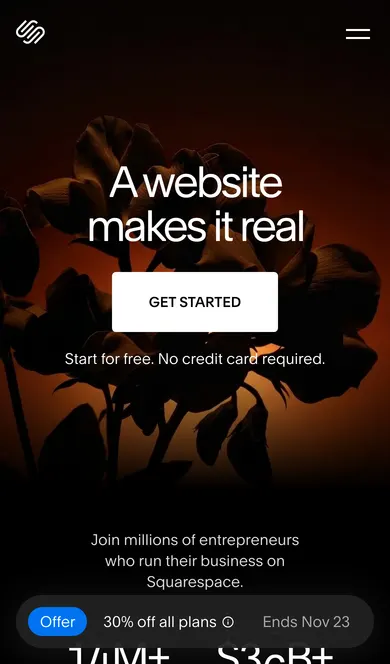 A website
makes it real
GET STARTED
Start for free. No credit card required.
Join millions of entrepreneurs
who run their business on
Squarespace.
Offer 30% off all plans Ends Nov 23